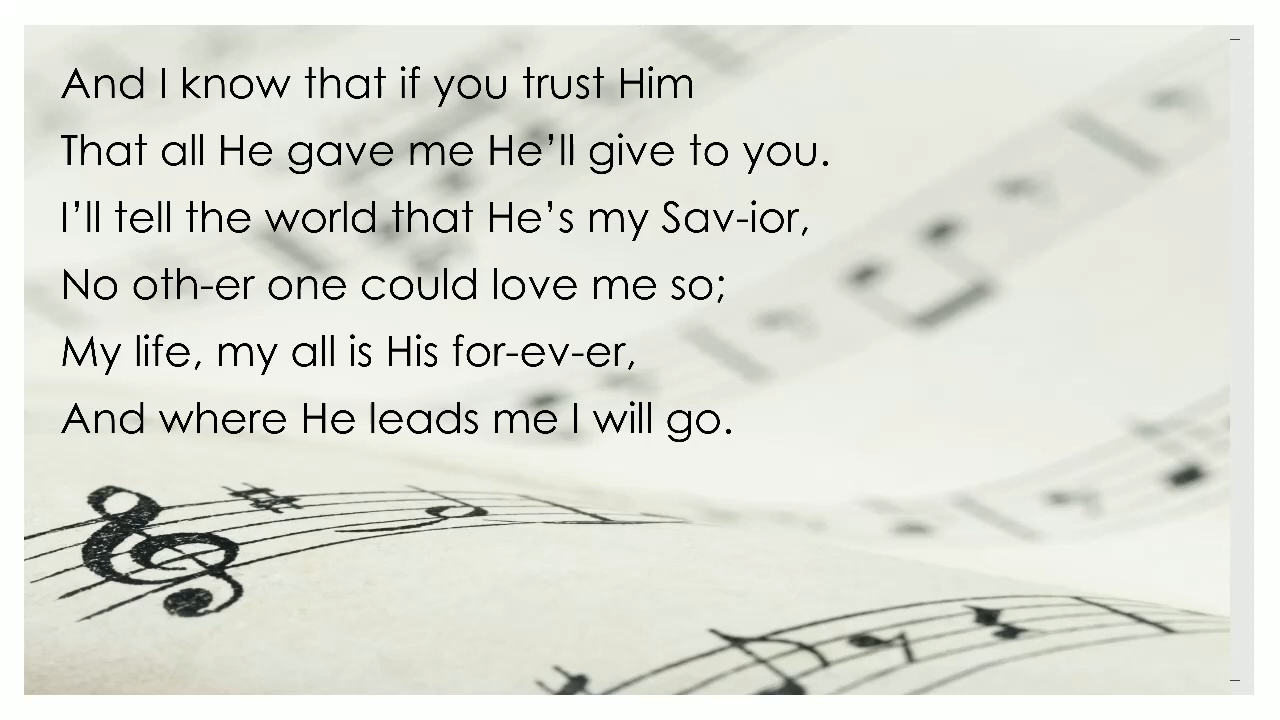 And I know that if you trust Him
That all He gave me He’ll give to you.
I’ll tell the world that He’s my Sav-ior,
No oth-er one could love me so;
My life, my all is His for-ev-er,
And where He leads me I will go.